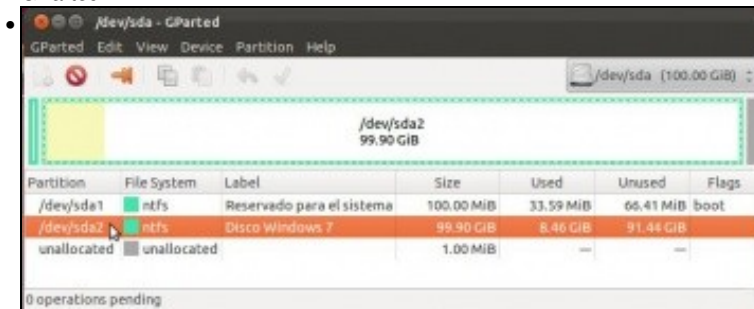 /dev/sda - GParted
GParted Edit View Device Partition Help
/dev/sda (100.00 GiB)
/dev/sda2
99.90 GiB
Partition File System Label Size Used Unused Flags
/dev/sda1 ntfs Reservado para el sistema 100.00 MiB 33.59 MiB 66.41 MiB boot
/dev/sda2 ntfs Disco Windows 7 99.90 GiB 8.46 GiB 91.44 GiB
unallocated unallocated 1.00 MiB — —
0 operations pending